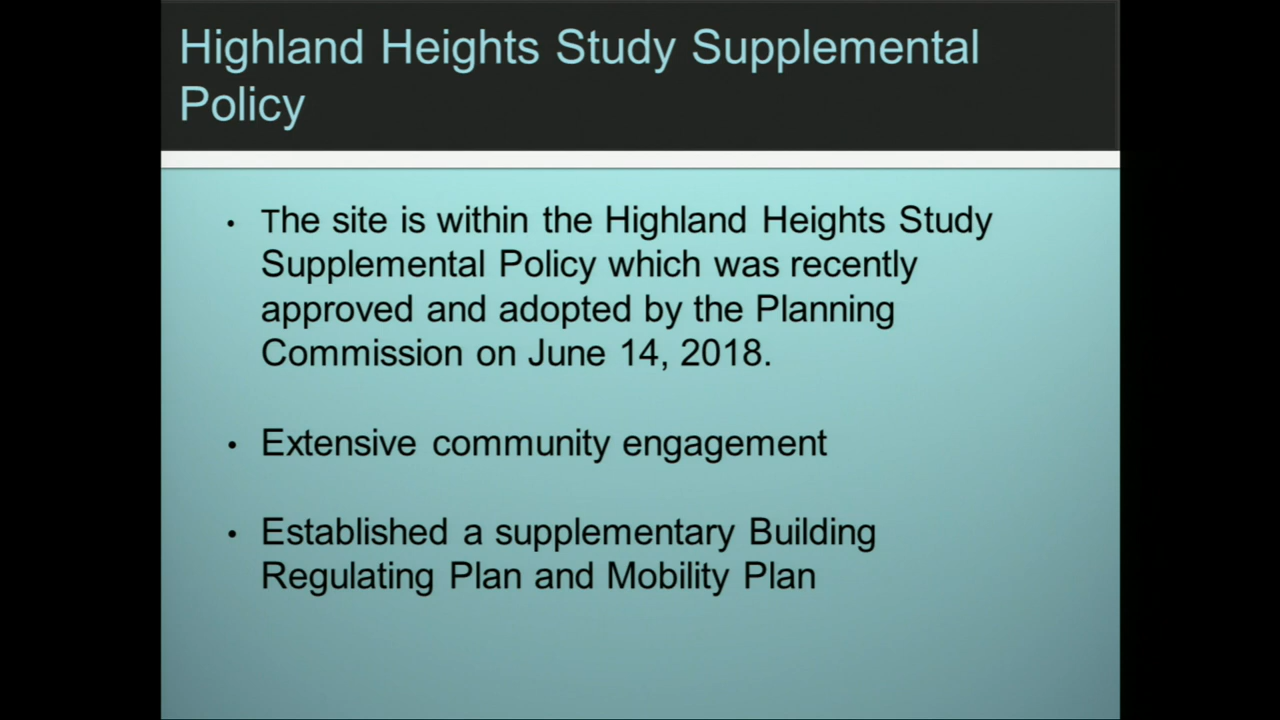 Highland Heights Study Supplemental
Policy
• The site is within the Highland Heights Study
Supplemental Policy which was recently
approved and adopted by the Planning
Commission on June 14, 2018.
• Extensive community engagement
• Established a supplementary Building
Regulating Plan and Mobility Plan